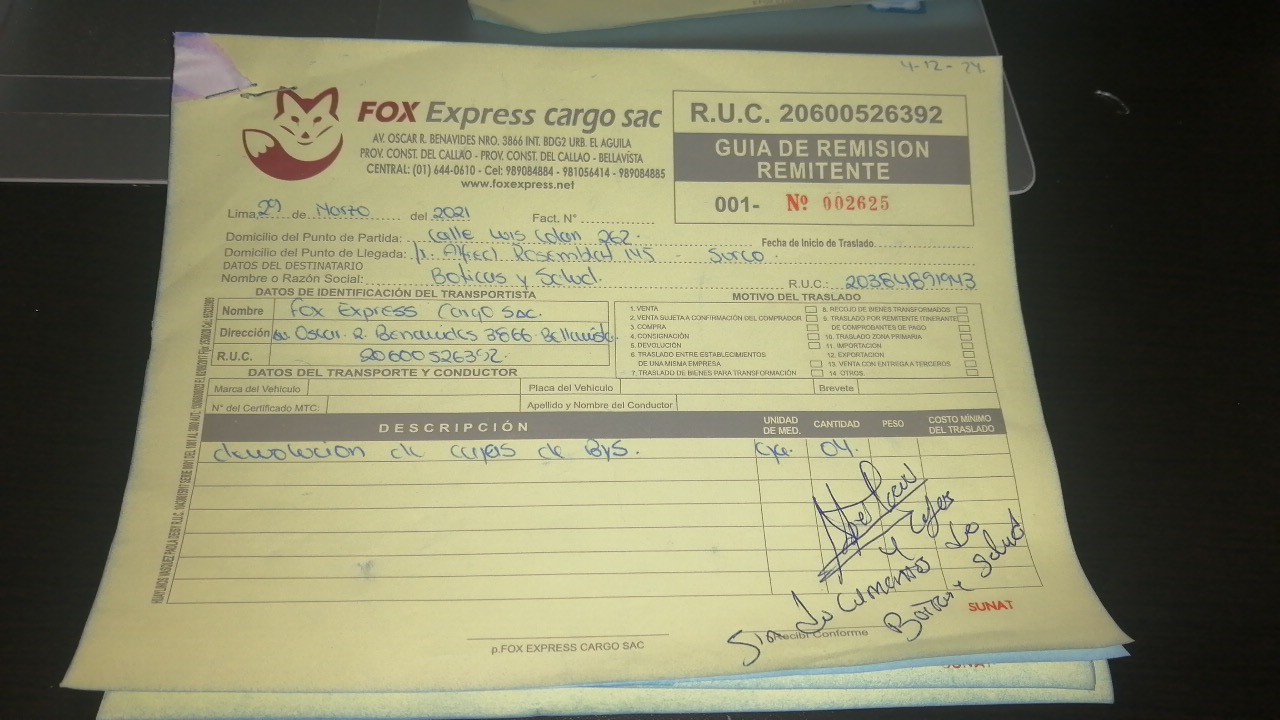 4-12-24.
FOX Express cargo sac
AV. OSCAR R. BENAVIDES NRO. 3866 INT. BDG2 URB. EL AGUILA
PROV. CONST. DEL CALLAO - PROV. CONST. DEL CALLAO - BELLAVISTA
CENTRAL: (01) 644-0610 - Cel: 989084884 - 981056414 - 989084885
www.foxexpress.net
R.U.C. 20600526392
GUIA DE REMISION
REMITENTE
001- Nº 002625
Lima, 29 de Marzo del 2021 Fact. N°
Domicilio del Punto de Partida: Calle Luis Colon 262. Fecha de Inicio de Traslado
Domicilio del Punto de Llegada: Jr. Alfred Rosemblat 145 - Surco.
DATOS DEL DESTINATARIO
Nombre o Razón Social: Boticas y Salud. R.U.C.: 20384891943
DATOS DE IDENTIFICACIÓN DEL TRANSPORTISTA
Nombre Fox Express Cargo SAC.
Dirección Av. Oscar. R. Benavides 3866-Bellavista
R.U.C. 20600526392.
MOTIVO DEL TRASLADO
1. VENTA
2. VENTA SUJETA A CONFIRMACIÓN DEL COMPRADOR
3. COMPRA
4. CONSIGNACIÓN
5. DEVOLUCIÓN
6. TRASLADO ENTRE ESTABLECIMIENTOS
DE UNA MISMA EMPRESA
7. TRASLADO DE BIENES PARA TRANSFORMACIÓN
8. RECOJO DE BIENES TRANSFORMADOS
9. TRASLADO POR REMITENTE ITINERANTE
DE COMPROBANTES DE PAGO
10. TRASLADO ZONA PRIMARIA
11. IMPORTACIÓN
12. EXPORTACIÓN
13. VENTA CON ENTREGA A TERCEROS
14. OTROS.
DATOS DEL TRANSPORTE Y CONDUCTOR
Marca del Vehículo Placa del Vehículo Brevete
N° del Certificado MTC: Apellido y Nombre del Conductor
DESCRIPCIÓN UNIDAD DE MED. CANTIDAD PESO COSTO MÍNIMO DEL TRASLADO
devolucion de cajas de Bys. Cja. 04.
Sin documentos y
Boticas y Salud
SUNAT
p.FOX EXPRESS CARGO SAC
Recibí Conforme
SUNAT